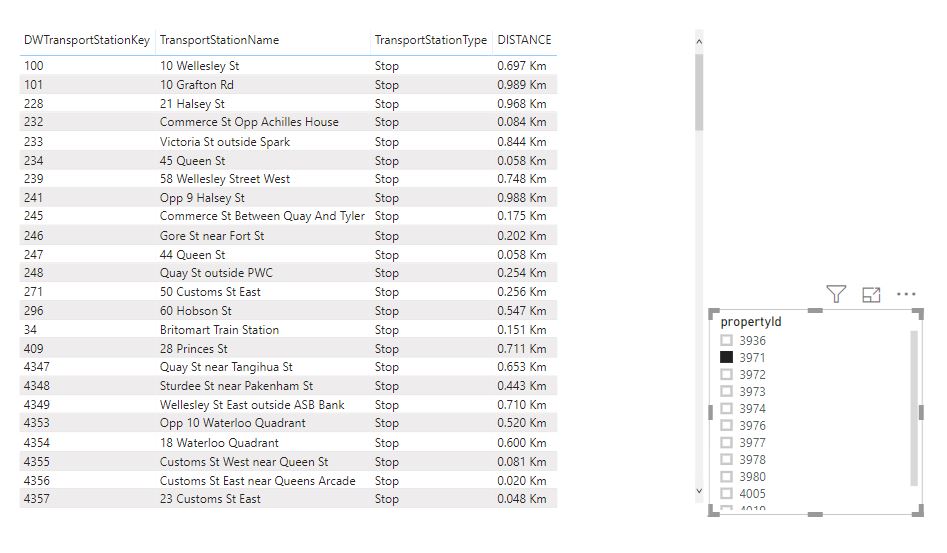 DWTransportStationKey TransportStationName TransportStationType DISTANCE
100 10 Wellesley St Stop 0.697 Km
101 10 Grafton Rd Stop 0.989 Km
228 21 Halsey St Stop 0.968 Km
232 Commerce St Opp Achilles House Stop 0.084 Km
233 Victoria St outside Spark Stop 0.844 Km
234 45 Queen St Stop 0.058 Km
239 58 Wellesley Street West Stop 0.748 Km
241 Opp 9 Halsey St Stop 0.988 Km
245 Commerce St Between Quay And Tyler Stop 0.175 Km
246 Gore St near Fort St Stop 0.202 Km
247 44 Queen St Stop 0.058 Km
248 Quay St outside PWC Stop 0.254 Km
271 50 Customs St East Stop 0.256 Km
296 60 Hobson St Stop 0.547 Km
34 Britomart Train Station Stop 0.151 Km
409 28 Princes St Stop 0.711 Km
4347 Quay St near Tangihua St Stop 0.653 Km
4348 Sturdee St near Pakenham St Stop 0.443 Km
4349 Wellesley St East outside ASB Bank Stop 0.710 Km
4353 Opp 10 Waterloo Quadrant Stop 0.520 Km
4354 18 Waterloo Quadrant Stop 0.600 Km
4355 Customs St West near Queen St Stop 0.081 Km
4356 Customs St East near Queens Arcade Stop 0.020 Km
4357 23 Customs St East Stop 0.048 Km
propertyId
3936
3971
3972
3973
3974
3976
3977
3978
3980
4005